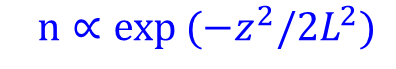 n ∝ exp (−z²/2L²)